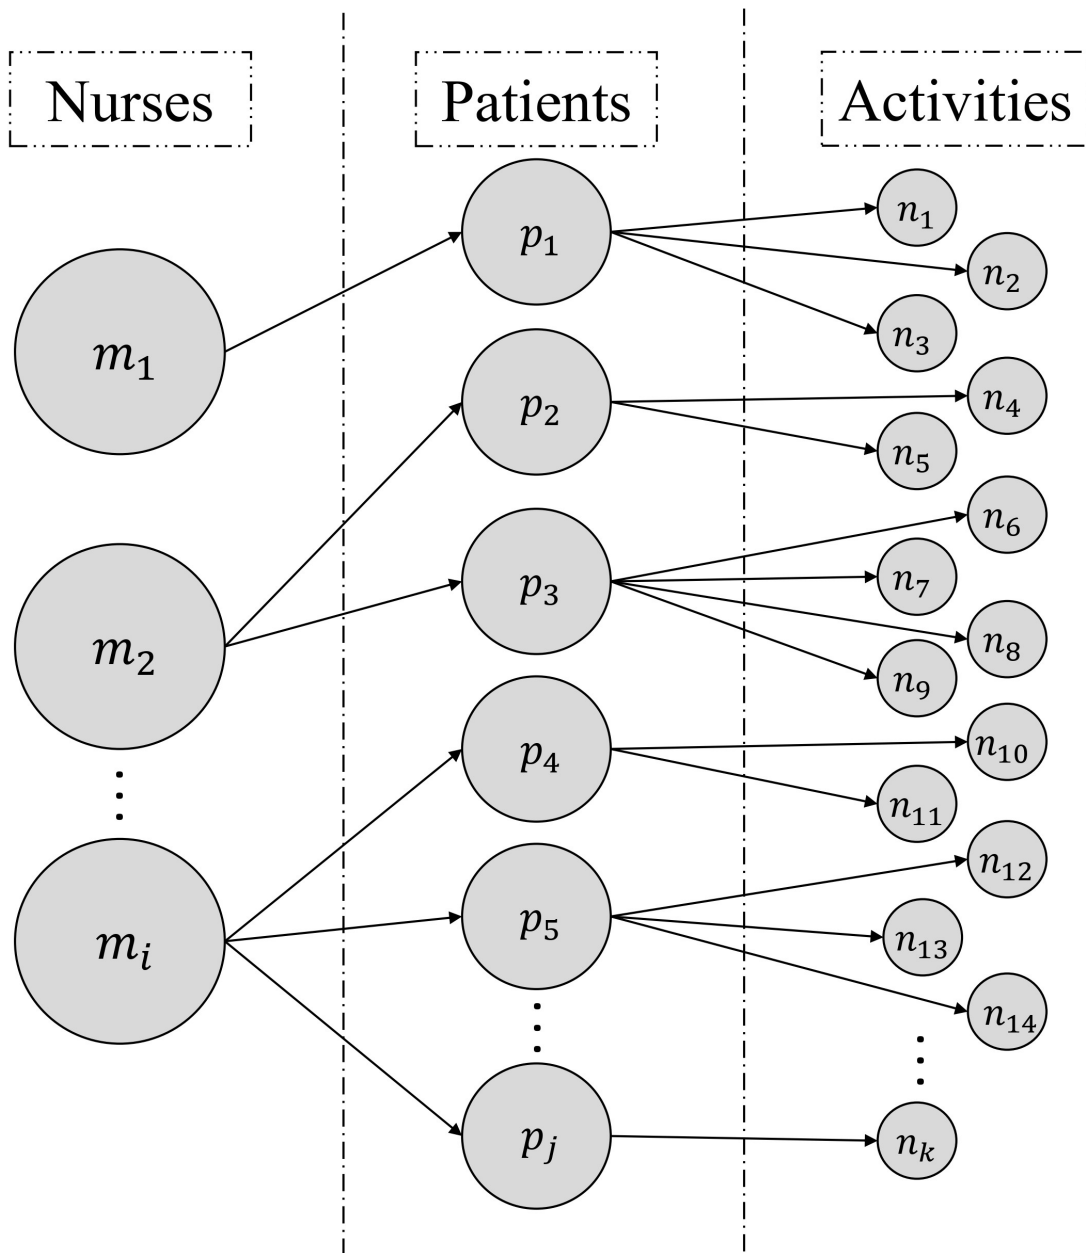 Nurses
Patients
Activities
m₁
m₂
mᵢ
p₁
p₂
p₃
p₄
p₅
pⱼ
n₁
n₂
n₃
n₄
n₅
n₆
n₇
n₈
n₉
n₁₀
n₁₁
n₁₂
n₁₃
n₁₄
nₖ